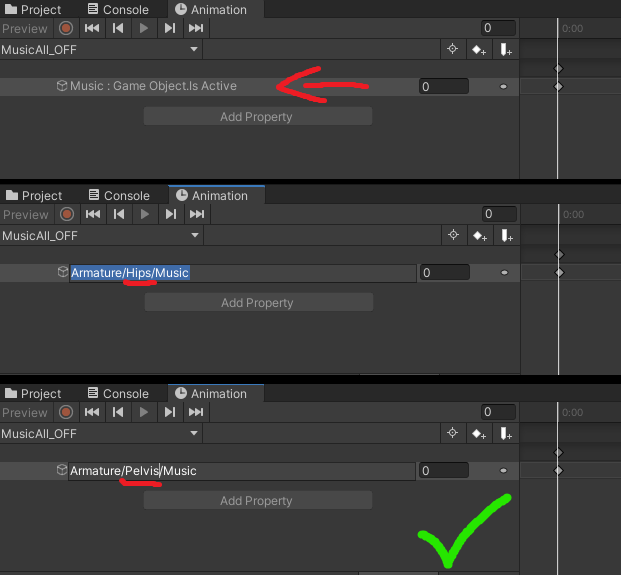 Project Console Animation
Preview 0 0:00
MusicAll_OFF
Music : Game Object.Is Active 0
Add Property
Project Console Animation
Preview 0 0:00
MusicAll_OFF
Armature/Hips/Music 0
Add Property
Project Console Animation
Preview 0 0:00
MusicAll_OFF
Armature/Pelvis/Music 0
Add Property